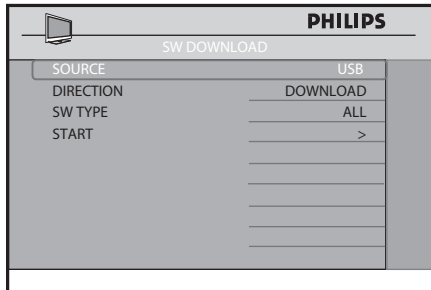 PHILIPS
SW DOWNLOAD
SOURCE USB
DIRECTION DOWNLOAD
SW TYPE ALL
START >